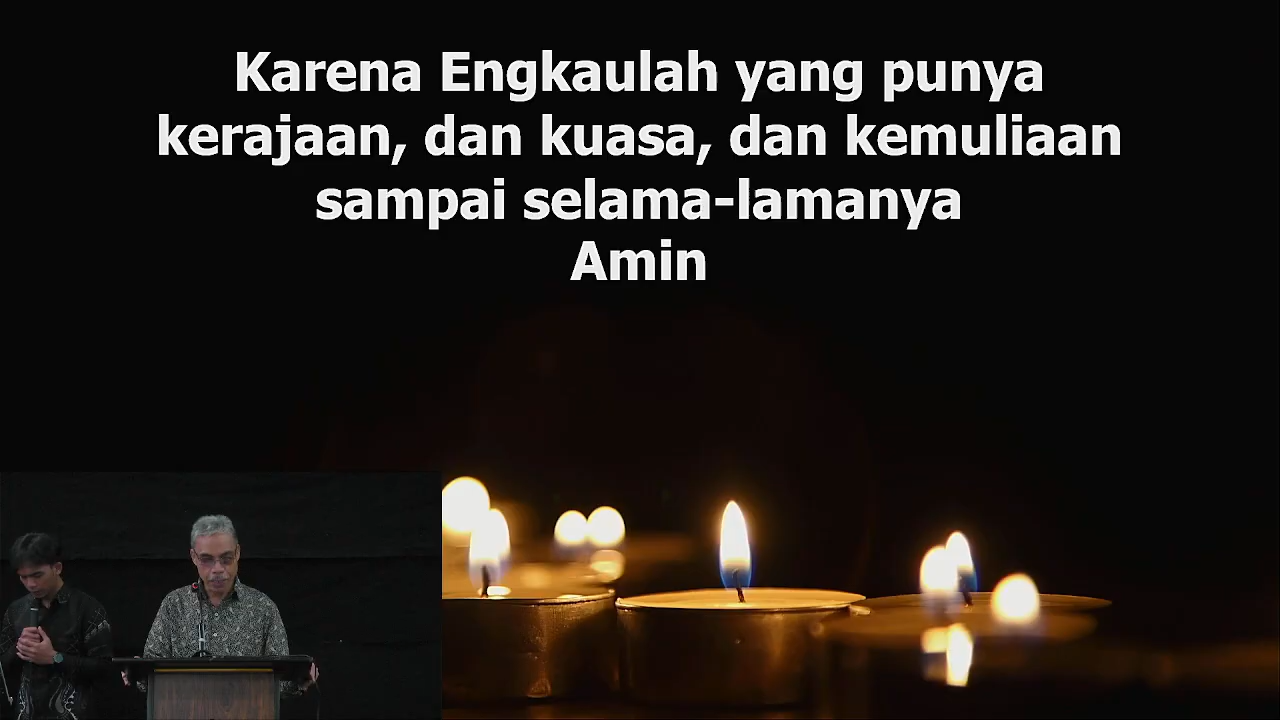 Karena Engkaulah yang punya
kerajaan, dan kuasa, dan kemuliaan
sampai selama-lamanya
Amin